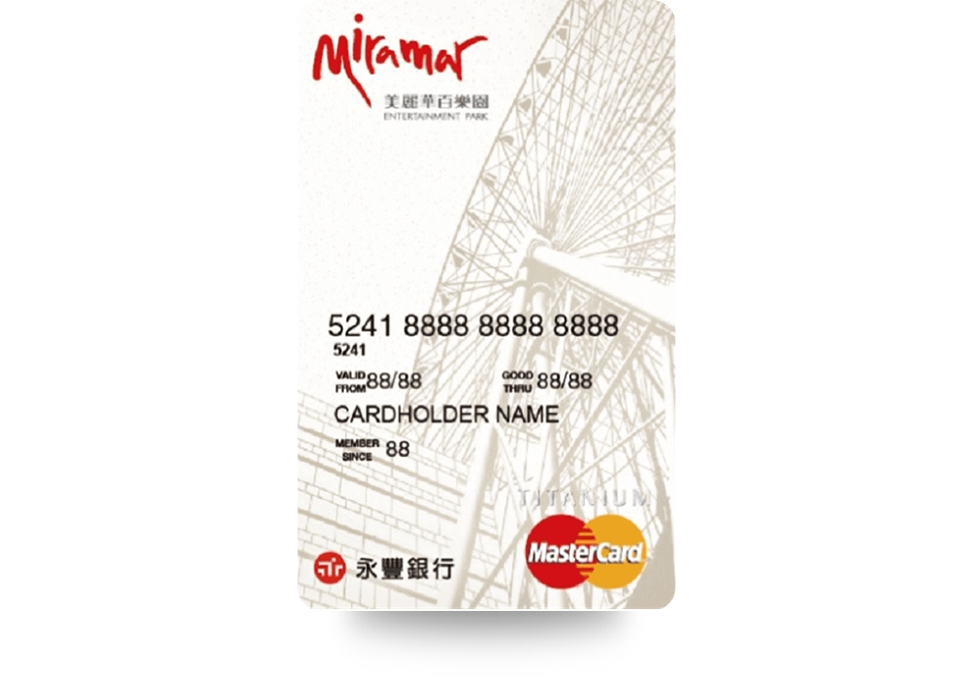 Miramar
美麗華百樂園
ENTERTAINMENT PARK
5241 8888 8888 8888
5241
VALID FROM 88/88 GOOD THRU 88/88
CARDHOLDER NAME
MEMBER SINCE 88
TITANIUM
MasterCard
永豐銀行